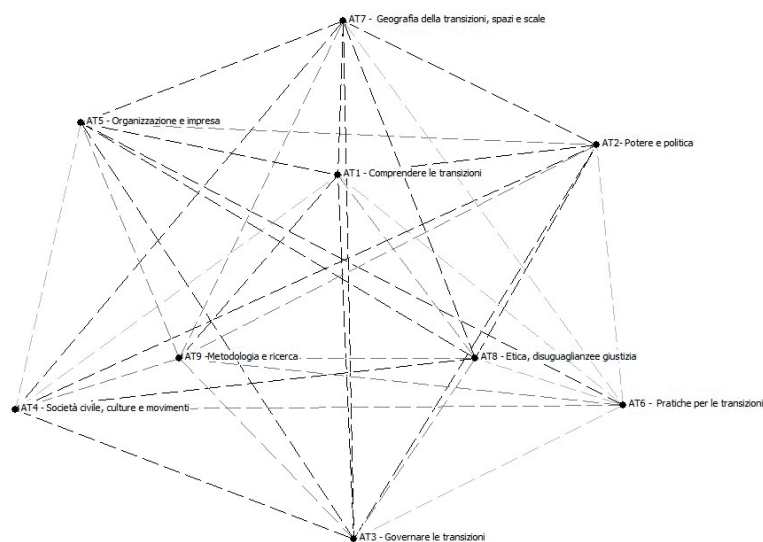 AT7 - Geografia della transizioni, spazi e scale
AT5 - Organizzazione e impresa
AT2- Potere e politica
AT1 - Comprendere le transizioni
AT9 -Metodologia e ricerca
AT8 - Etica, disuguaglianzee giustizia
AT4 - Società civile, culture e movimenti
AT6 - Pratiche per le transizioni
AT3 - Governare le transizioni